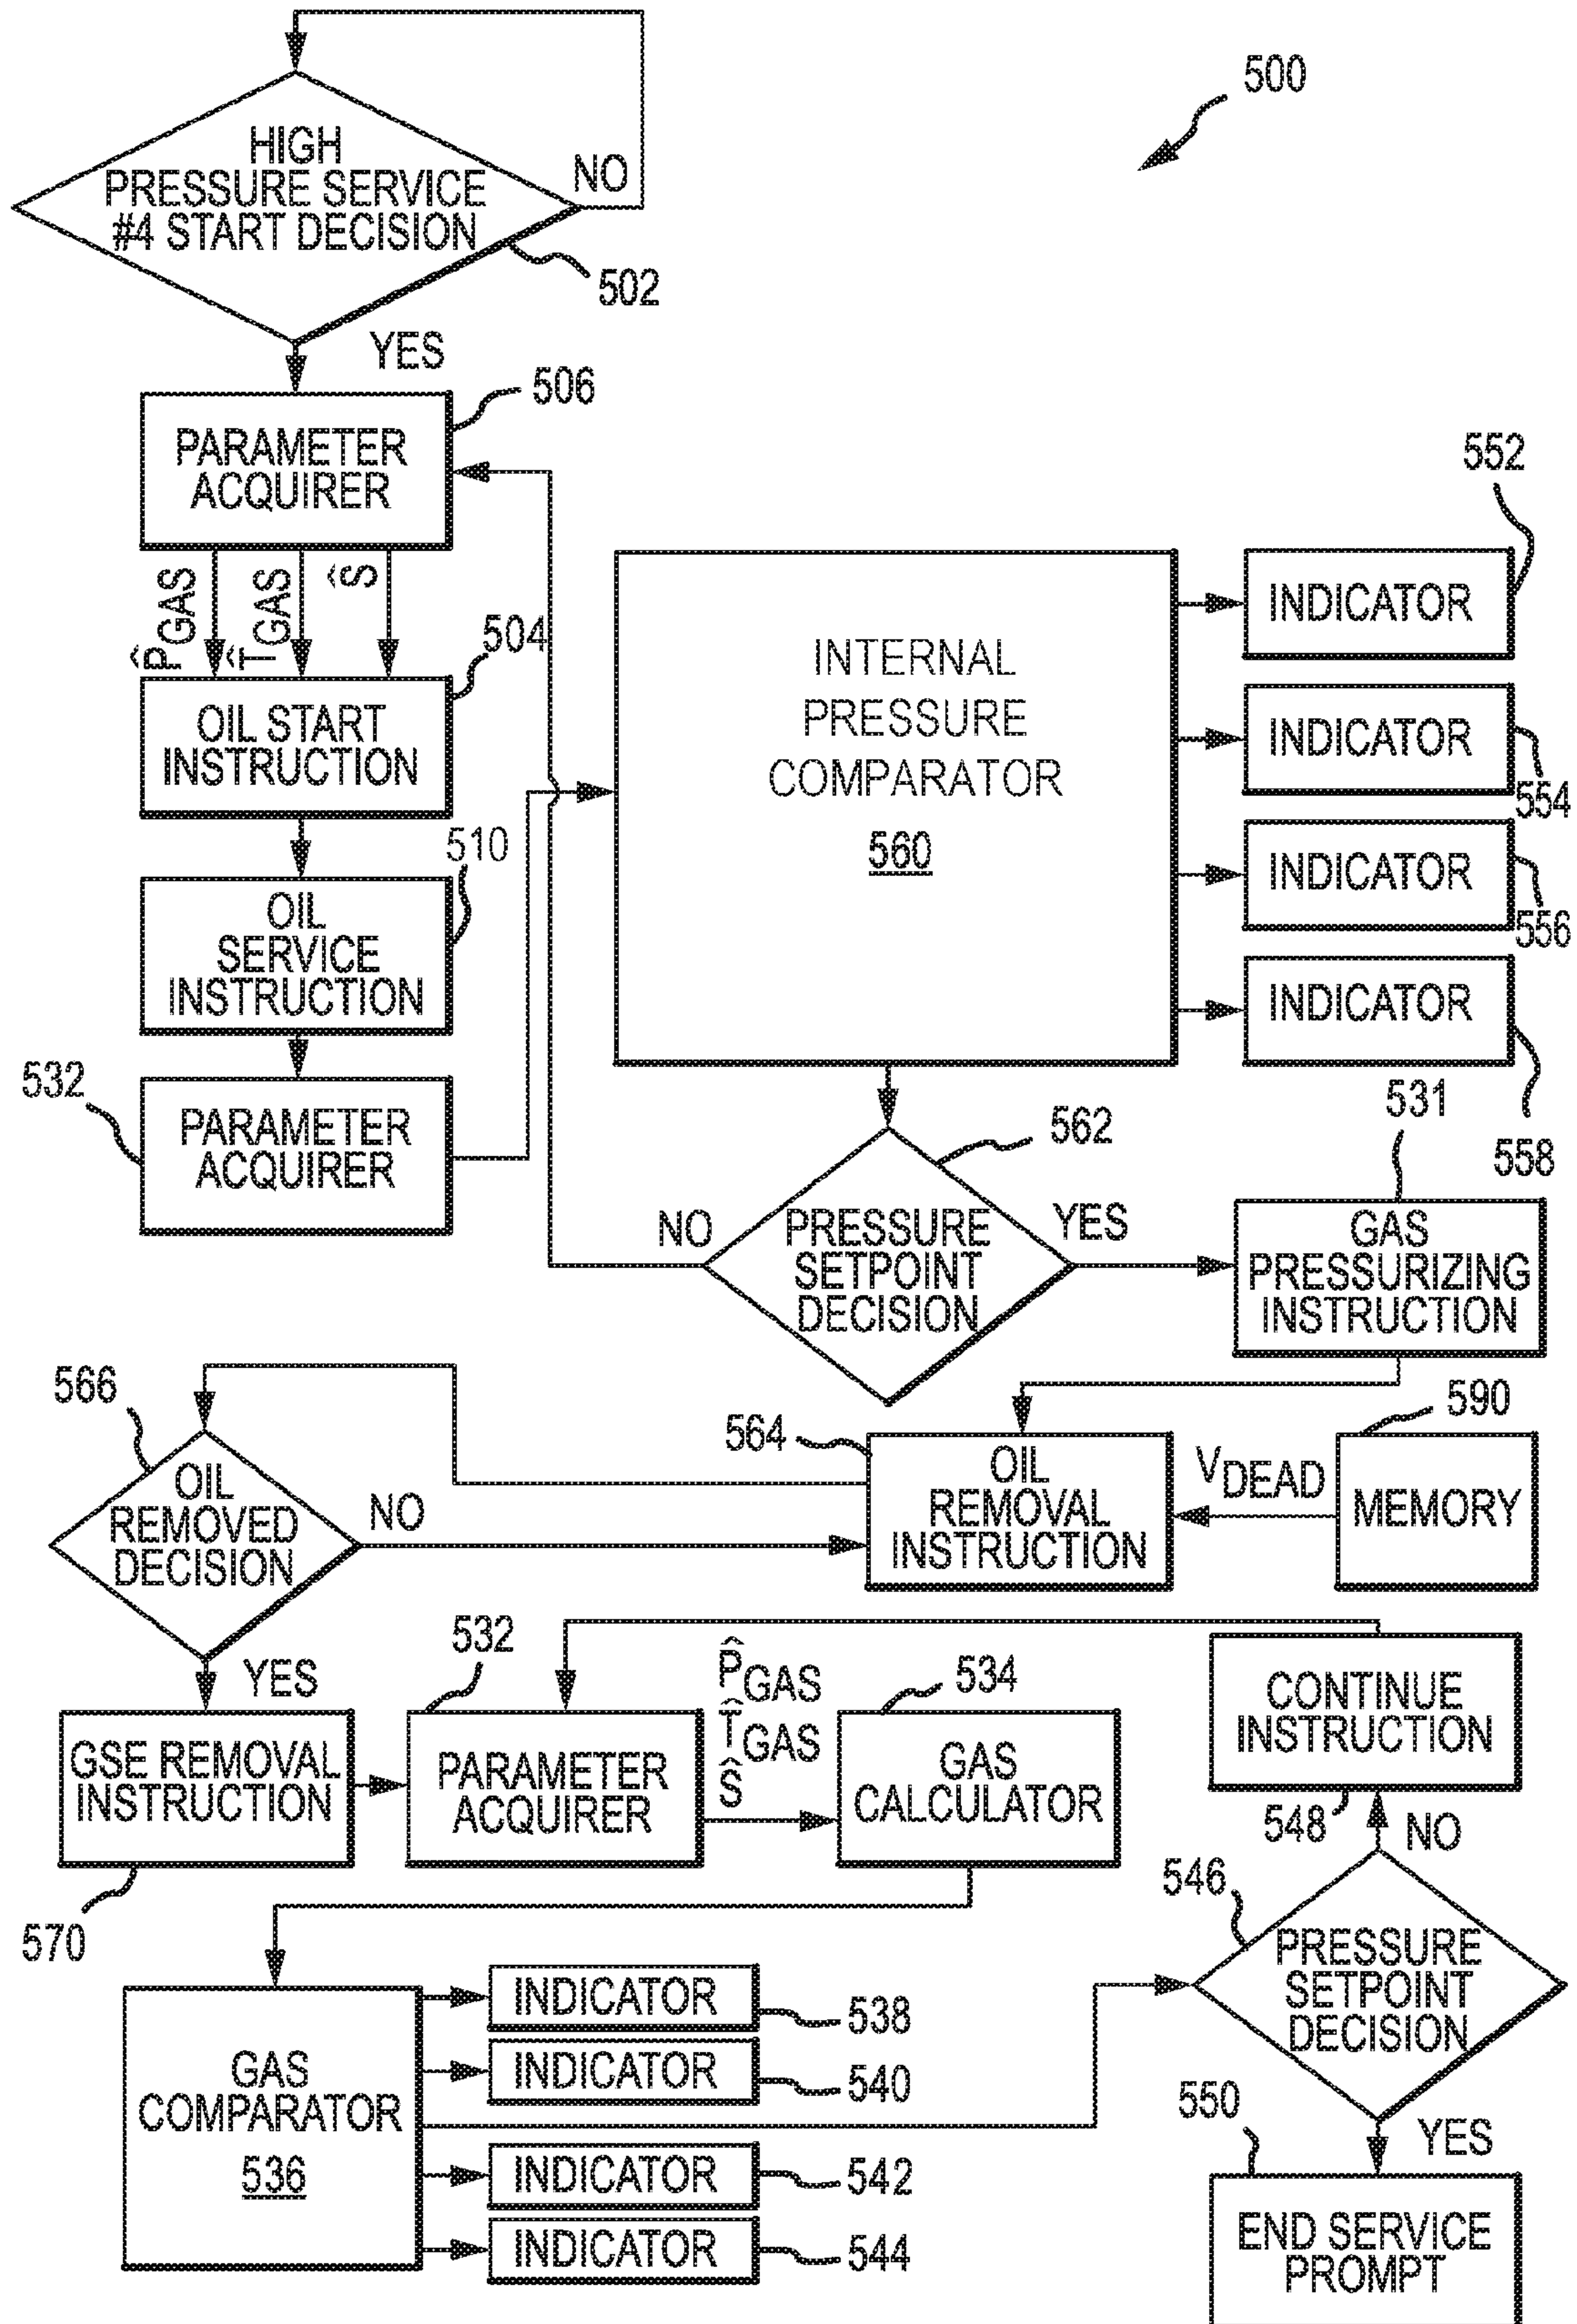 500
HIGH
PRESSURE SERVICE
#4 START DECISION
NO
502
YES
506
PARAMETER
ACQUIRER
P̂GAS
T̂GAS
Ŝ
504
OIL START
INSTRUCTION
510
OIL
SERVICE
INSTRUCTION
532
PARAMETER
ACQUIRER
INTERNAL
PRESSURE
COMPARATOR
560
552
INDICATOR
INDICATOR
554
INDICATOR
556
INDICATOR
558
562
NO
PRESSURE
SETPOINT
DECISION
YES
531
GAS
PRESSURIZING
INSTRUCTION
566
OIL
REMOVED
DECISION
NO
564
OIL
REMOVAL
INSTRUCTION
VDEAD
590
MEMORY
YES
GSE REMOVAL
INSTRUCTION
570
532
PARAMETER
ACQUIRER
P̂GAS
T̂GAS
Ŝ
534
GAS
CALCULATOR
CONTINUE
INSTRUCTION
548
NO
546
PRESSURE
SETPOINT
DECISION
YES
550
END SERVICE
PROMPT
GAS
COMPARATOR
536
INDICATOR
538
INDICATOR
540
INDICATOR
542
INDICATOR
544